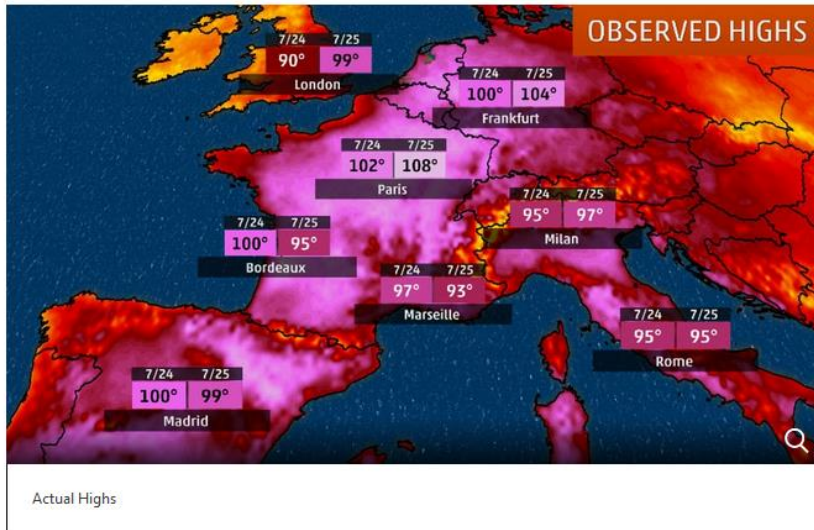 OBSERVED HIGHS
7/24 7/25
90° 99°
London
7/24 7/25
100° 104°
Frankfurt
7/24 7/25
102° 108°
Paris
7/24 7/25
95° 97°
Milan
7/24 7/25
100° 95°
Bordeaux
7/24 7/25
97° 93°
Marseille
95° 95°
7/24 7/25
Rome
7/24 7/25
100° 99°
Madrid
Actual Highs